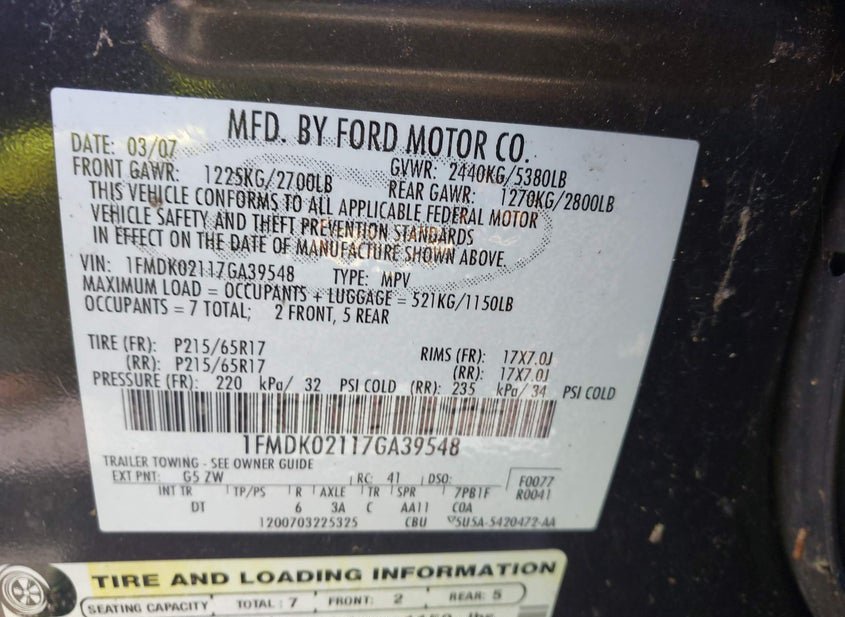 MFD. BY FORD MOTOR CO.
DATE: 03/07 GVWR: 2440KG/5380LB
FRONT GAWR: 1225KG/2700LB REAR GAWR: 1270KG/2800LB
THIS VEHICLE CONFORMS TO ALL APPLICABLE FEDERAL MOTOR
VEHICLE SAFETY AND THEFT PREVENTION STANDARDS
IN EFFECT ON THE DATE OF MANUFACTURE SHOWN ABOVE.
VIN: 1FMDK02117GA39548 TYPE: MPV
MAXIMUM LOAD = OCCUPANTS + LUGGAGE = 521KG/1150LB
OCCUPANTS = 7 TOTAL; 2 FRONT, 5 REAR
TIRE (FR): P215/65R17 RIMS (FR): 17X7.0J
(RR): P215/65R17 (RR): 17X7.0J
PRESSURE (FR): 220 kPa/ 32 PSI COLD (RR): 235 kPa/ 34 PSI COLD
1FMDK02117GA39548
TRAILER TOWING - SEE OWNER GUIDE
EXT PNT: G5 ZW RC: 41 DSO: F0077
INT TR TP/PS R AXLE TR SPR 7PB1F R0041
DT 6 3A C AA11 COA
1200703225325 CBU 5U5A-5420472-AA
TIRE AND LOADING INFORMATION
SEATING CAPACITY TOTAL : 7 FRONT: 2 REAR: 5